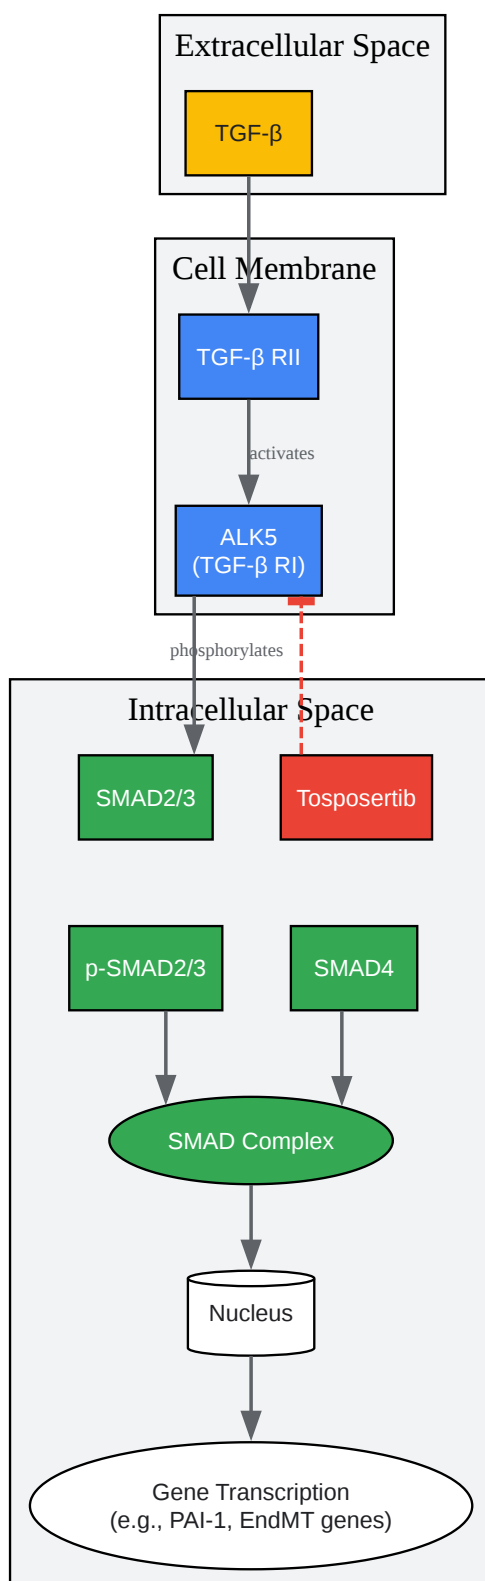 Extracellular Space
TGF-β
Cell Membrane
TGF-β RII
activates
ALK5
(TGF-β RI)
phosphorylates
Intracellular Space
SMAD2/3
Tosposertib
p-SMAD2/3
SMAD4
SMAD Complex
Nucleus
Gene Transcription
(e.g., PAI-1, EndMT genes)